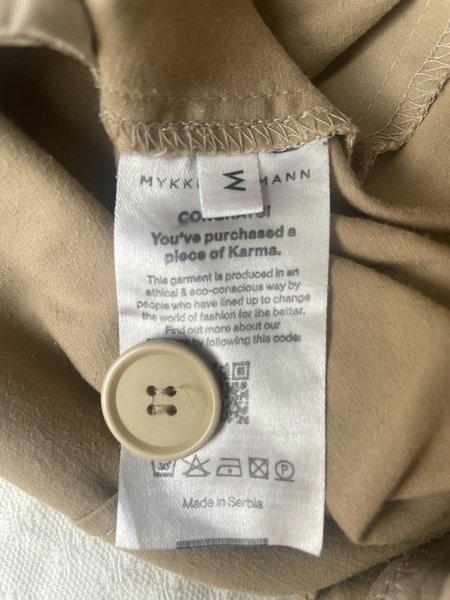 M
MYKKE MANN
CONGRATS!
You've purchased a
piece of Karma.
This garment is produced in an
ethical & eco-conscious way by
people who have lined up to change
the world of fashion for the better.
Find out more about our
by following this code:
30°
P
Made in Serbia